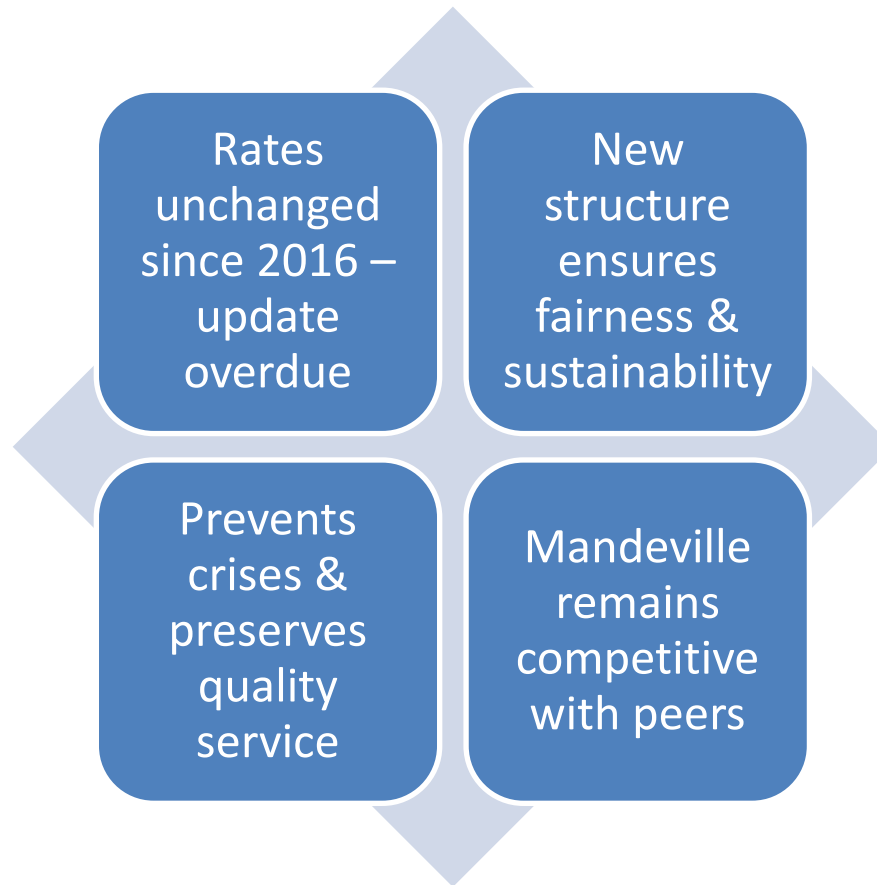 Rates
unchanged
since 2016 –
update
overdue
New
structure
ensures
fairness &
sustainability
Prevents
crises &
preserves
quality
service
Mandeville
remains
competitive
with peers